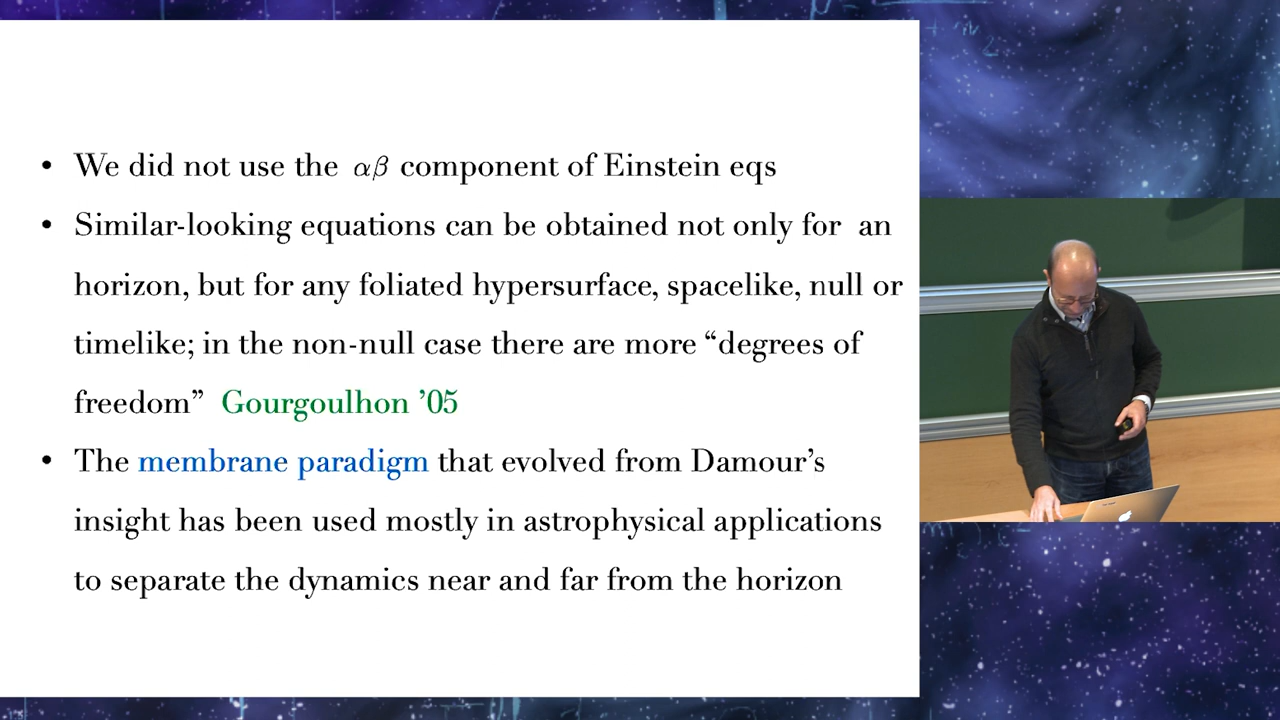 • We did not use the αβ component of Einstein eqs
• Similar-looking equations can be obtained not only for an
horizon, but for any foliated hypersurface, spacelike, null or
timelike; in the non-null case there are more “degrees of
freedom” Gourgoulhon ’05
• The membrane paradigm that evolved from Damour’s
insight has been used mostly in astrophysical applications
to separate the dynamics near and far from the horizon